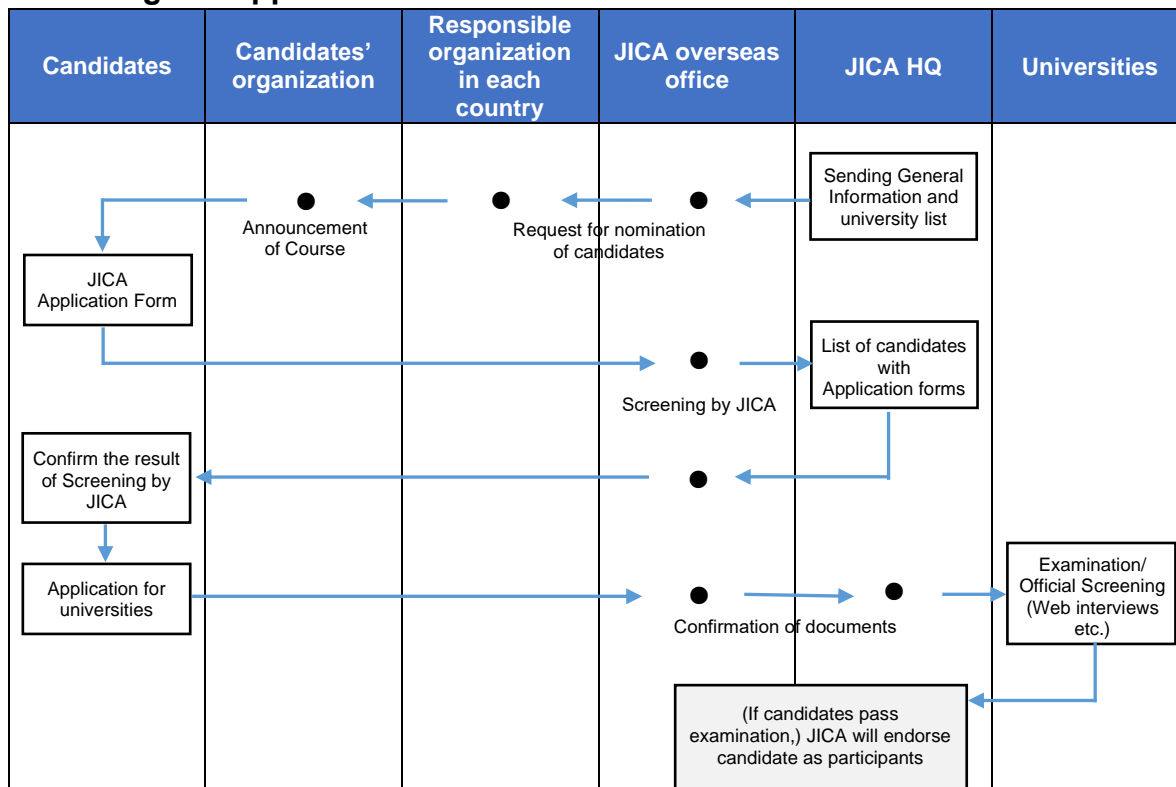 Candidates
Candidates'
organization
Responsible
organization
in each
country
JICA overseas
office
JICA HQ
Universities
Sending General
Information and
university list
Announcement
of Course
Request for nomination
of candidates
JICA
Application Form
List of candidates
with
Application forms
Screening by JICA
Confirm the result
of Screening by
JICA
Application for
universities
Confirmation of documents
Examination/
Official Screening
(Web interviews
etc.)
(If candidates pass
examination,) JICA will endorse
candidate as participants